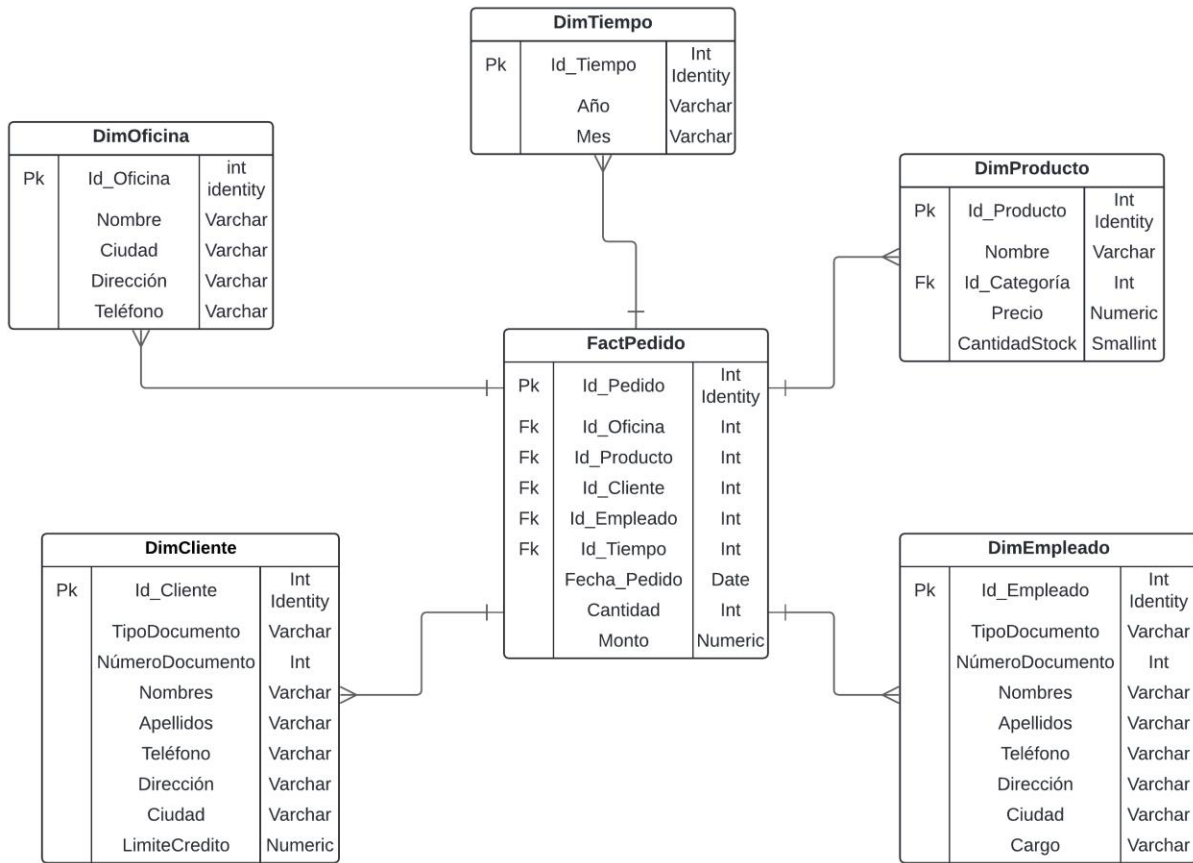 DimTiempo
Pk Id_Tiempo Int Identity
Año Varchar
Mes Varchar
DimOficina
Pk Id_Oficina int identity
Nombre Varchar
Ciudad Varchar
Dirección Varchar
Teléfono Varchar
DimProducto
Pk Id_Producto Int Identity
Nombre Varchar
Fk Id_Categoría Int
Precio Numeric
CantidadStock Smallint
FactPedido
Pk Id_Pedido Int Identity
Fk Id_Oficina Int
Fk Id_Producto Int
Fk Id_Cliente Int
Fk Id_Empleado Int
Fk Id_Tiempo Int
Fecha_Pedido Date
Cantidad Int
Monto Numeric
DimCliente
Pk Id_Cliente Int Identity
TipoDocumento Varchar
NúmeroDocumento Int
Nombres Varchar
Apellidos Varchar
Teléfono Varchar
Dirección Varchar
Ciudad Varchar
LimiteCredito Numeric
DimEmpleado
Pk Id_Empleado Int Identity
TipoDocumento Varchar
NúmeroDocumento Int
Nombres Varchar
Apellidos Varchar
Teléfono Varchar
Dirección Varchar
Ciudad Varchar
Cargo Varchar